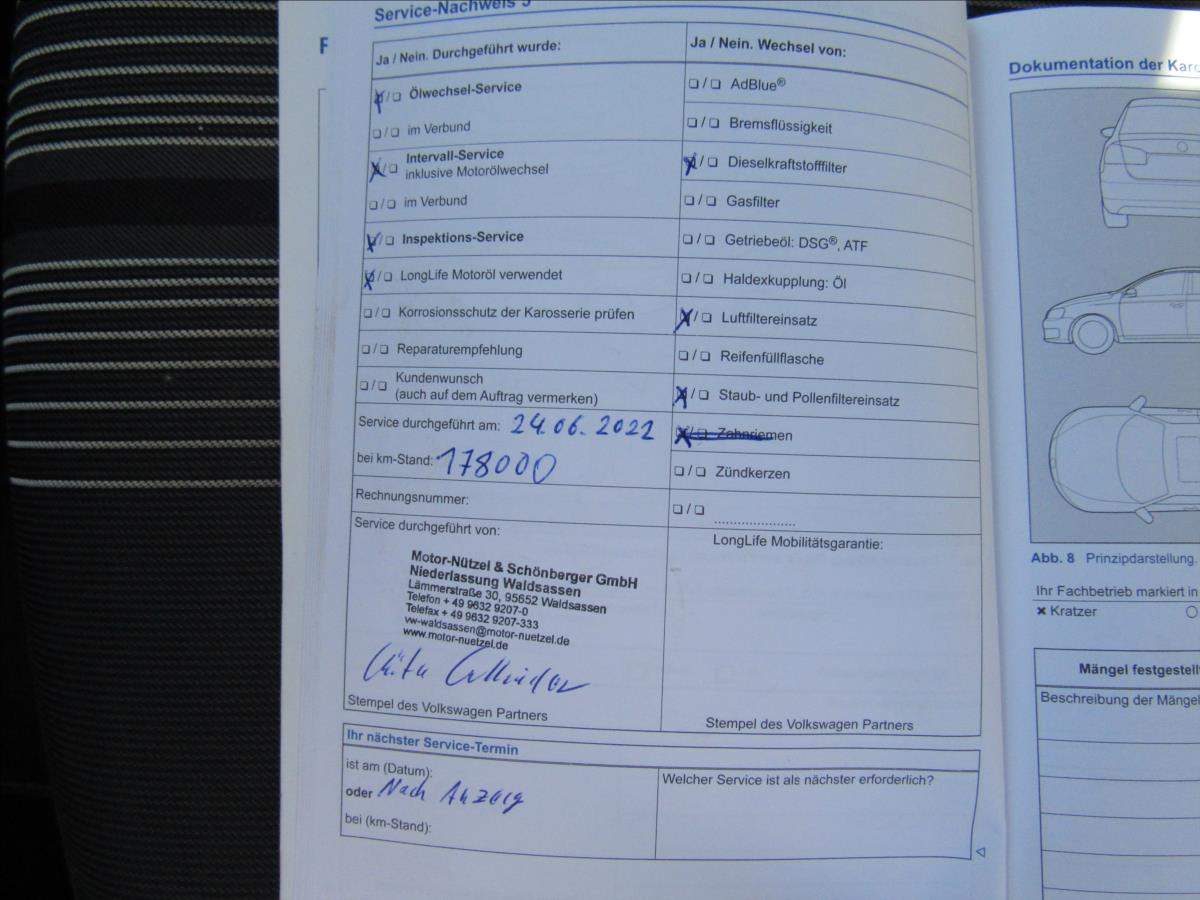 Service-Nachweis 5
F
Ja / Nein. Durchgeführt wurde:
Ölwechsel-Service
im Verbund
Intervall-Service
inklusive Motorölwechsel
im Verbund
Inspektions-Service
LongLife Motoröl verwendet
Korrosionsschutz der Karosserie prüfen
Reparaturempfehlung
Kundenwunsch
(auch auf dem Auftrag vermerken)
Service durchgeführt am: 24.06.2022
bei km-Stand: 178000
Rechnungsnummer:
Service durchgeführt von:
Motor-Nützel & Schönberger GmbH
Niederlassung Waldsassen
Lämmerstraße 30, 95652 Waldsassen
Telefon + 49 9632 9207-0
Telefax + 49 9632 9207-333
vw-waldsassen@motor-nuetzel.de
www.motor-nuetzel.de
Stempel des Volkswagen Partners
Ja / Nein. Wechsel von:
AdBlue®
Bremsflüssigkeit
Dieselkraftstofffilter
Gasfilter
Getriebeöl: DSG®, ATF
Haldexkupplung: Öl
Luftfiltereinsatz
Reifenfüllflasche
Staub- und Pollenfiltereinsatz
Zahnriemen
Zündkerzen
....................
LongLife Mobilitätsgarantie:
Stempel des Volkswagen Partners
Ihr nächster Service-Termin
ist am (Datum):
oder Nach Anzeig
bei (km-Stand):
Welcher Service ist als nächster erforderlich?
Dokumentation der Karo
Abb. 8 Prinzipdarstellung.
Ihr Fachbetrieb markiert in
× Kratzer
Mängel festgestell
Beschreibung der Mängel